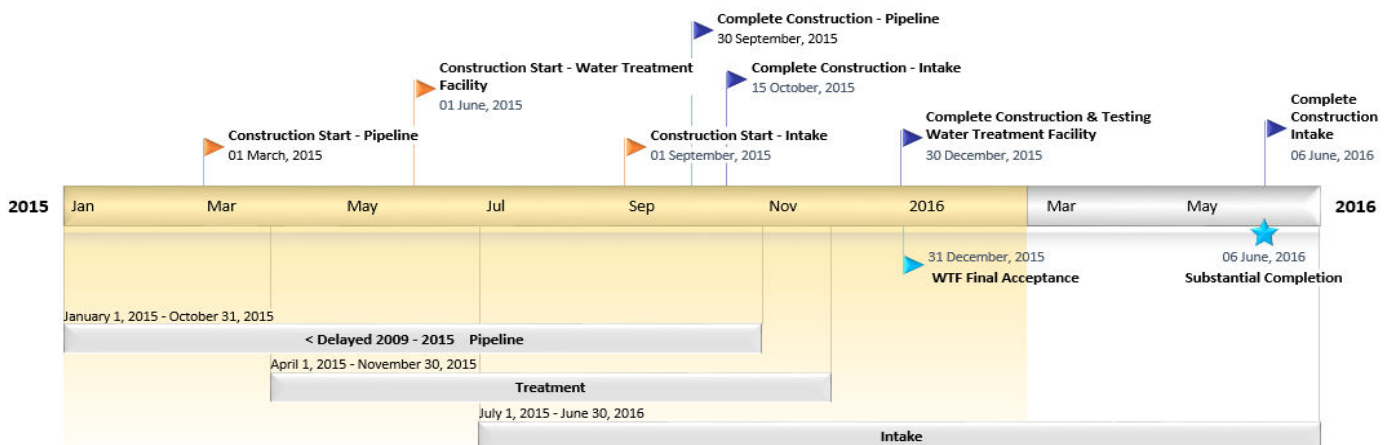 Complete Construction - Pipeline
30 September, 2015
Construction Start - Water Treatment
Facility
01 June, 2015
Complete Construction - Intake
15 October, 2015
Complete
Construction
Intake
06 June, 2016
Construction Start - Pipeline
01 March, 2015
Construction Start - Intake
01 September, 2015
Complete Construction & Testing
Water Treatment Facility
30 December, 2015
2015 Jan Mar May Jul Sep Nov 2016 Mar May 2016
31 December, 2015
WTF Final Acceptance
06 June, 2016
Substantial Completion
January 1, 2015 - October 31, 2015
< Delayed 2009 - 2015 Pipeline
April 1, 2015 - November 30, 2015
Treatment
July 1, 2015 - June 30, 2016
Intake